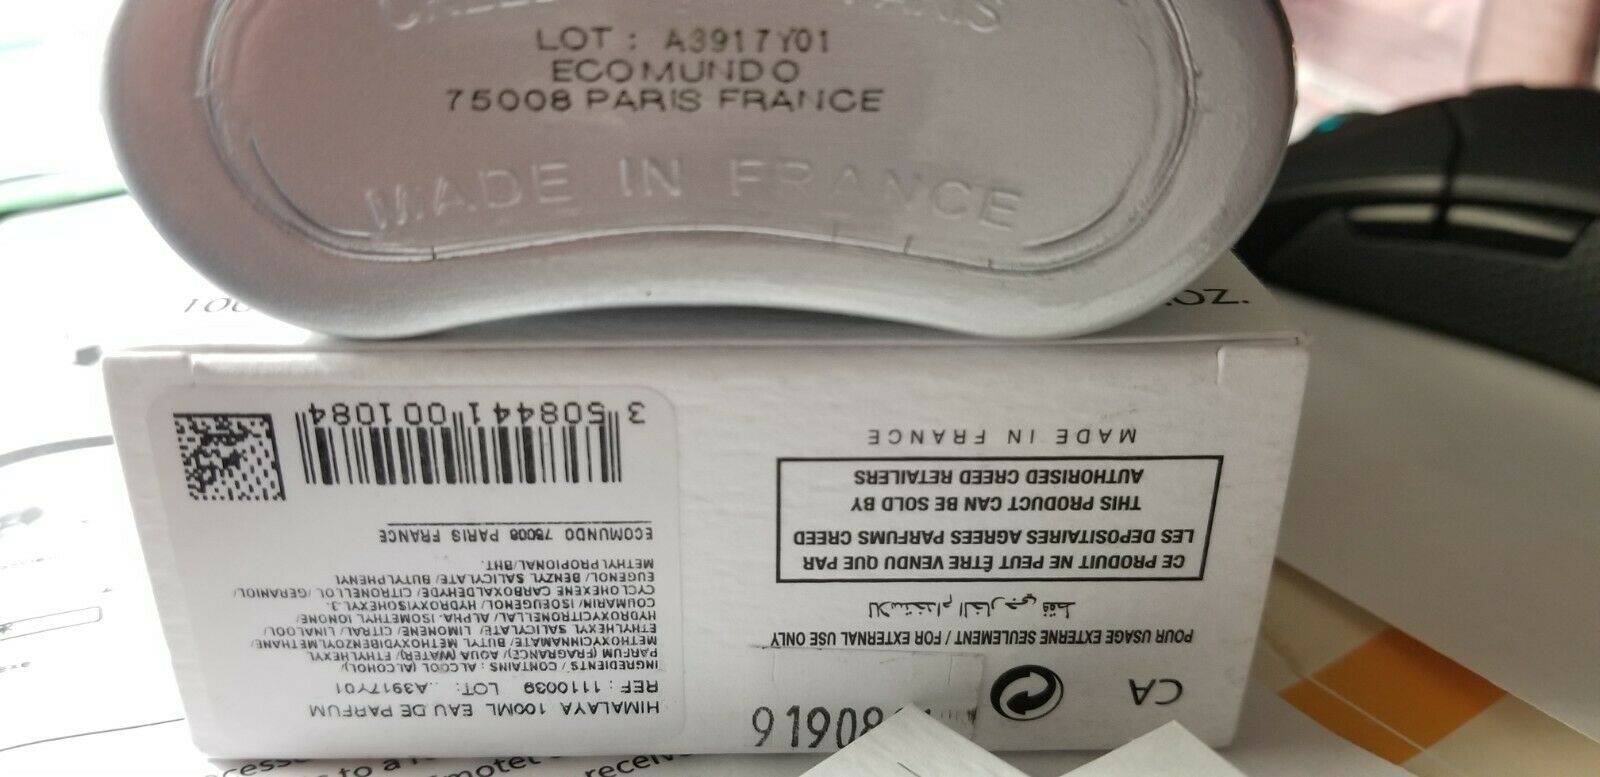 PARIS
LOT : A3917Y01
ECOMUNDO
75008 PARIS FRANCE
MADE IN FRANCE
HIMALAYA 100ML EAU DE PARFUM
REF : 1110039 LOT: ..A3917Y01
INGREDIENTS / CONTAINS : ALCOOL (ALCOHOL)/
PARFUM (FRAGRANCE)/ AQUA (WATER)/ ETHYLHEXYL
METHOXYCINNAMATE/ BUTYL METHOXYDIBENZOYLMETHANE/
ETHYLHEXYL SALICYLATE/ LIMONENE/ CITRAL/ LINALOOL/
HYDROXYCITRONELLAL/ ALPHA-ISOMETHYL IONONE/
COUMARIN/ ISOEUGENOL/ HYDROXYISOHEXYL 3-
CYCLOHEXENE CARBOXALDEHYDE/ CITRONELLOL /GERANIOL/
EUGENOL/ BENZYL SALICYLATE/ BUTYLPHENYL
METHYLPROPIONAL/BHT.
ECOMUNDO 75008 PARIS FRANCE
3 508441 001084
CA
POUR USAGE EXTERNE SEULEMENT / FOR EXTERNAL USE ONLY
للاستخدام الخارجي فقط
CE PRODUIT NE PEUT ÊTRE VENDU QUE PAR
LES DEPOSITAIRES AGREES PARFUMS CREED
THIS PRODUCT CAN BE SOLD BY
AUTHORISED CREED RETAILERS
MADE IN FRANCE